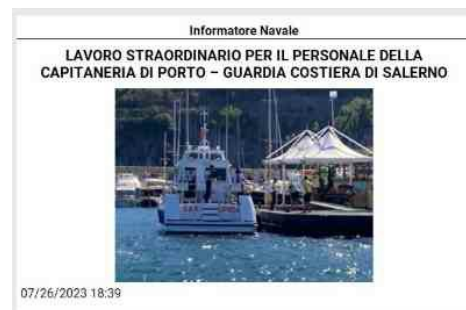 Informatore Navale
LAVORO STRAORDINARIO PER IL PERSONALE DELLA
CAPITANERIA DI PORTO – GUARDIA COSTIERA DI SALERNO
07/26/2023 18:39